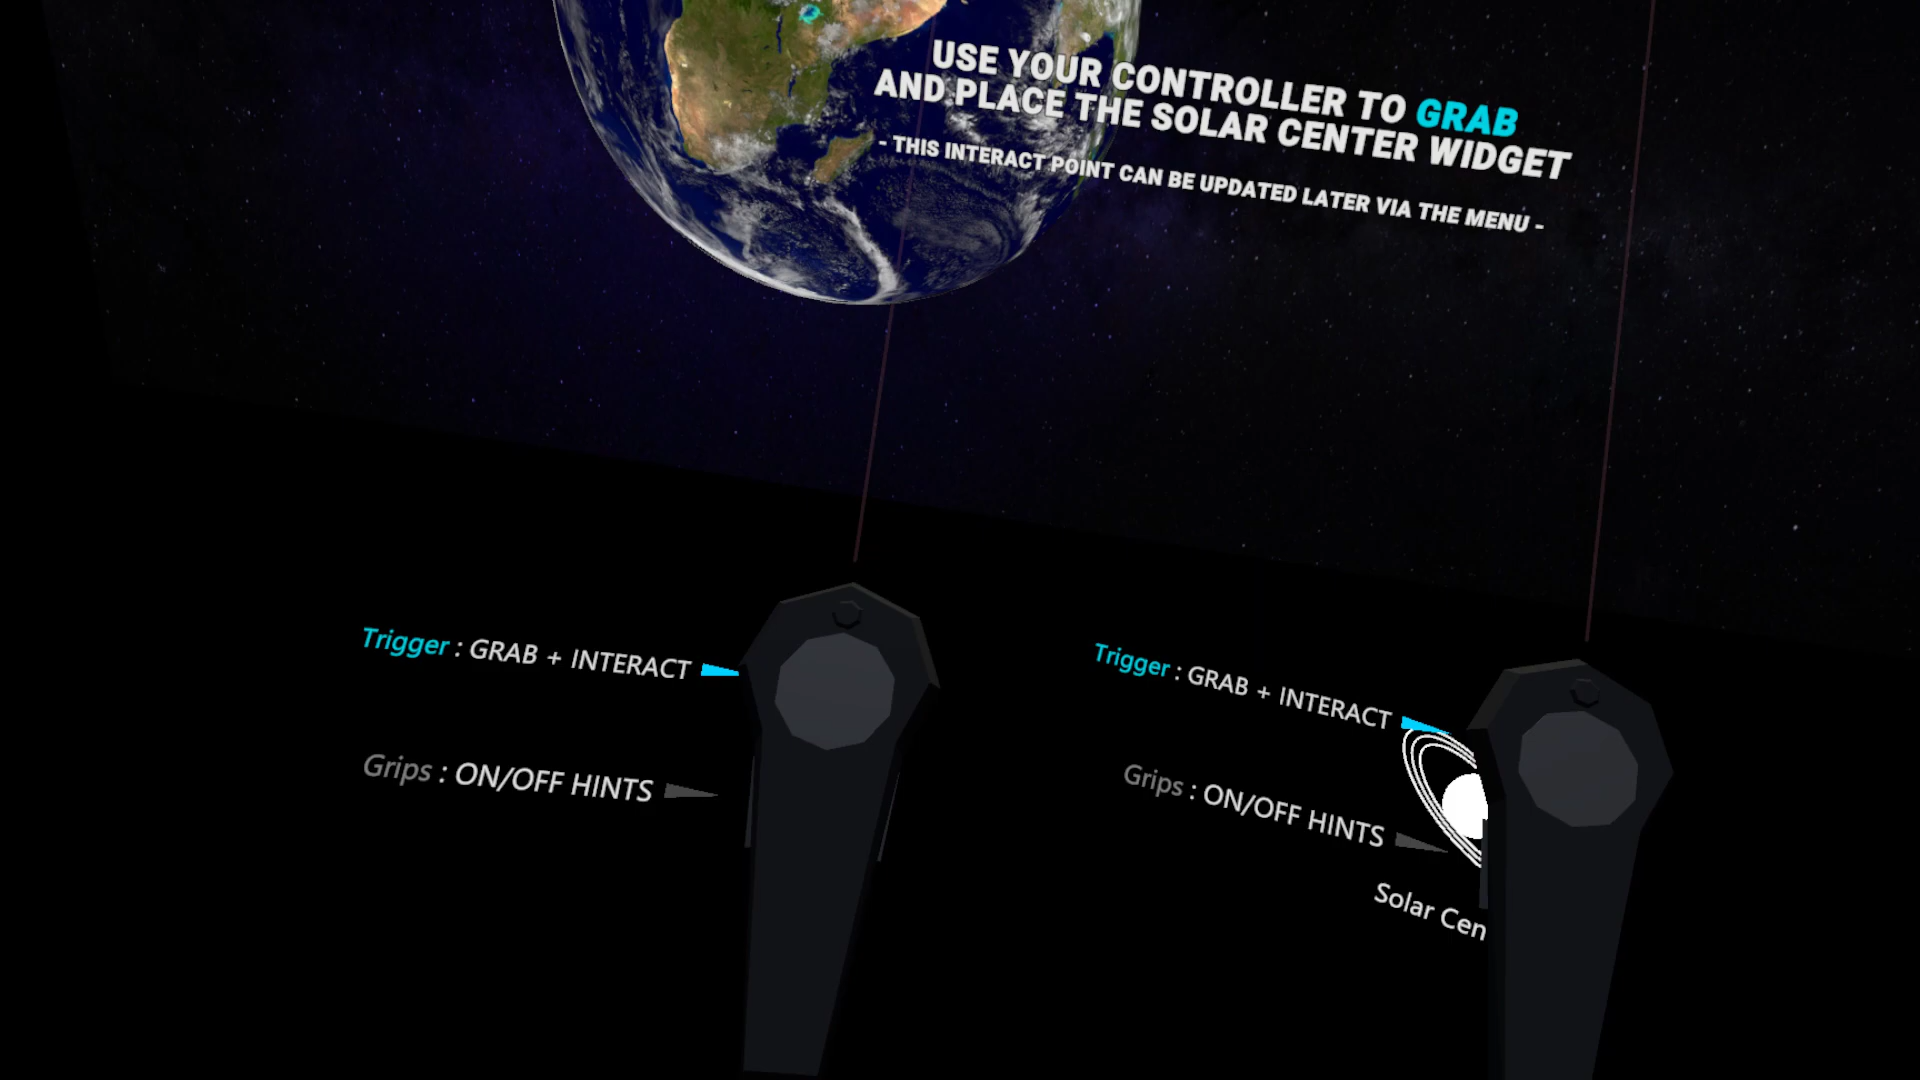 USE YOUR CONTROLLER TO GRAB
AND PLACE THE SOLAR CENTER WIDGET
- THIS INTERACT POINT CAN BE UPDATED LATER VIA THE MENU -
Trigger : GRAB + INTERACT
Grips : ON/OFF HINTS
Trigger : GRAB + INTERACT
Grips : ON/OFF HINTS
Solar Cen